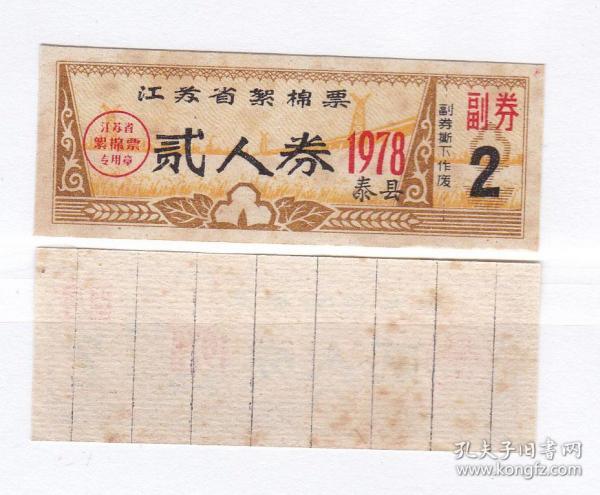 江苏省絮棉票
江苏省
絮棉票
专用章
贰人券
1978
泰县
副券撕下作废
副券
2
孔夫子旧书网
www.kongfz.com